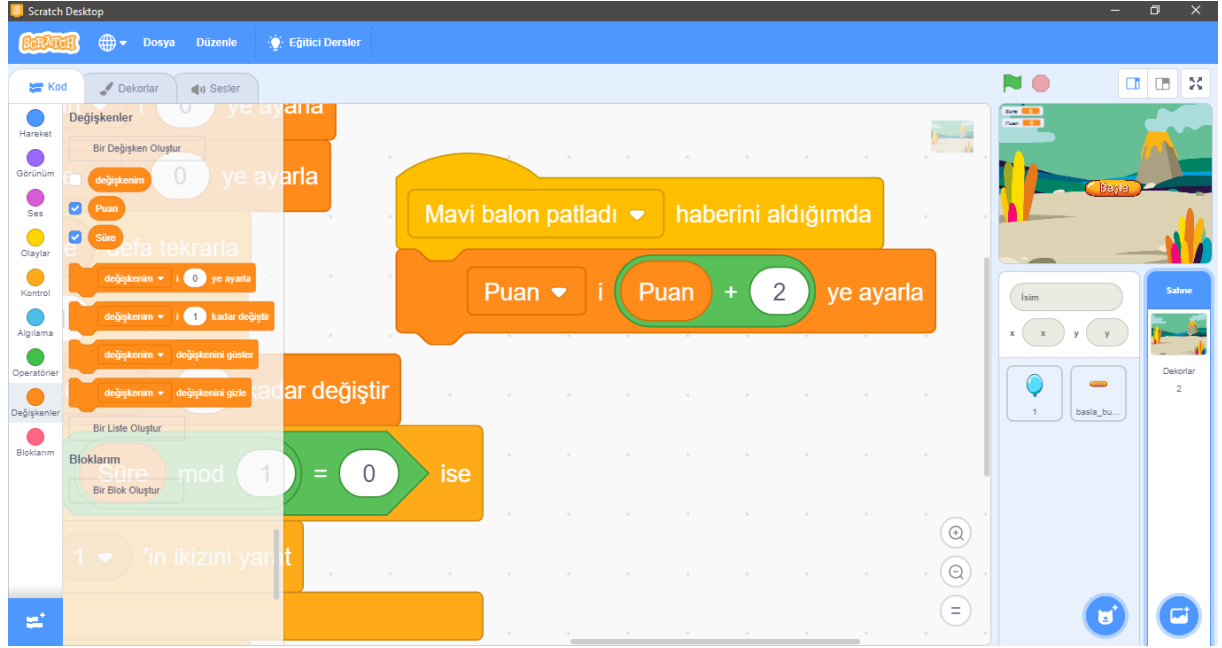 Scratch Desktop
SCRATCH Dosya Düzenle Eğitici Dersler
Kod Dekorlar Sesler
Hareket
Görünüm
Ses
Olaylar
Kontrol
Algılama
Operatörler
Değişkenler
Bloklarım
Değişkenler
Bir Değişken Oluştur
değişkenim
Puan
Süre
değişkenim i 0 ye ayarla
değişkenim i 1 kadar değiştir
değişkenim değişkenini göster
değişkenim değişkenini gizle
Bir Liste Oluştur
Bloklarım
Bir Blok Oluştur
i 0 ye ayarla
0 ye ayarla
defa tekrarla
kadar değiştir
Süre mod 1 = 0 ise
1 'in ikizini yarat
Mavi balon patladı haberini aldığımda
Puan i Puan + 2 ye ayarla
Süre
Puan
Başla
İsim
x x y y
1
basla_bu...
Sahne
Dekorlar
2